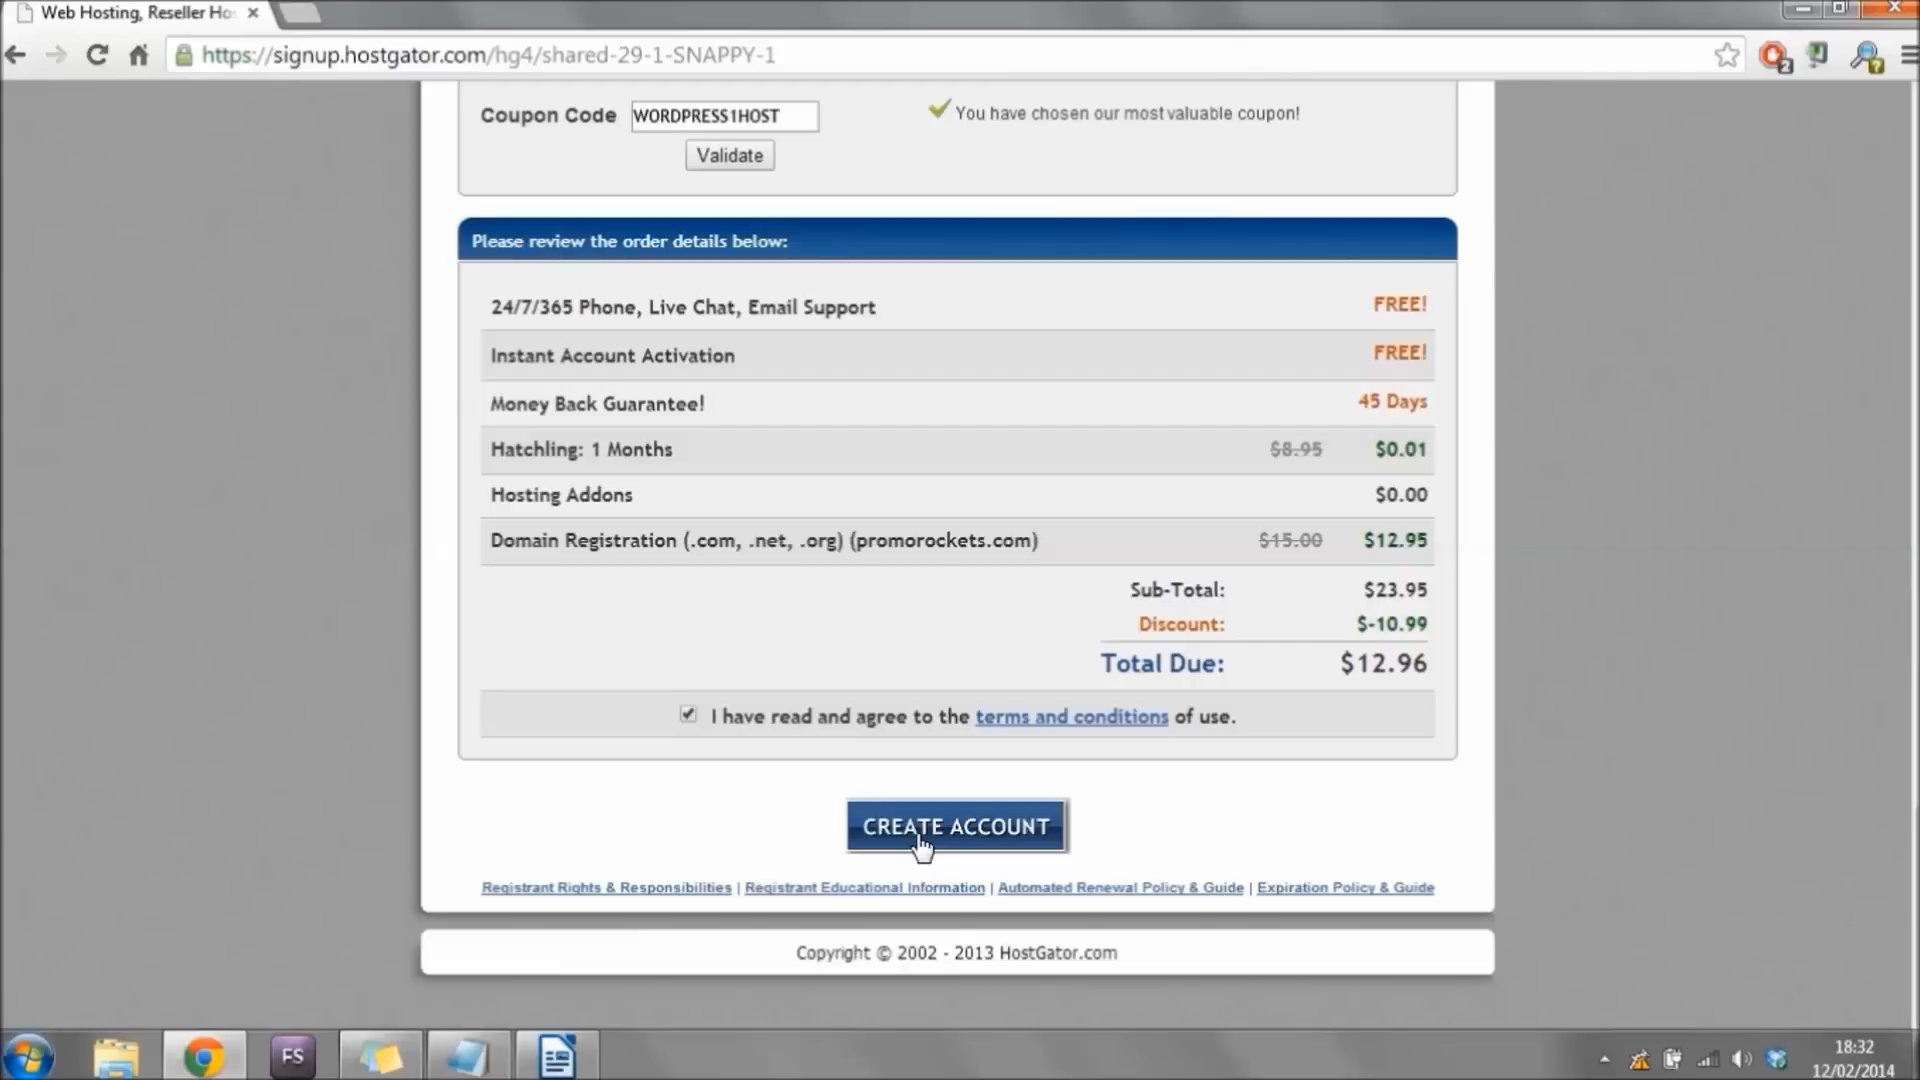 Web Hosting, Reseller Ho
https://signup.hostgator.com/hg4/shared-29-1-SNAPPY-1
2
?
Coupon Code WORDPRESS1HOST You have chosen our most valuable coupon!
Validate
Please review the order details below:
24/7/365 Phone, Live Chat, Email Support FREE!
Instant Account Activation FREE!
Money Back Guarantee! 45 Days
Hatchling: 1 Months $8.95 $0.01
Hosting Addons $0.00
Domain Registration (.com, .net, .org) (promorockets.com) $15.00 $12.95
Sub-Total: $23.95
Discount: $-10.99
Total Due: $12.96
I have read and agree to the terms and conditions of use.
CREATE ACCOUNT
Registrant Rights & Responsibilities | Registrant Educational Information | Automated Renewal Policy & Guide | Expiration Policy & Guide
Copyright © 2002 - 2013 HostGator.com
FS
18:32
12/02/2014